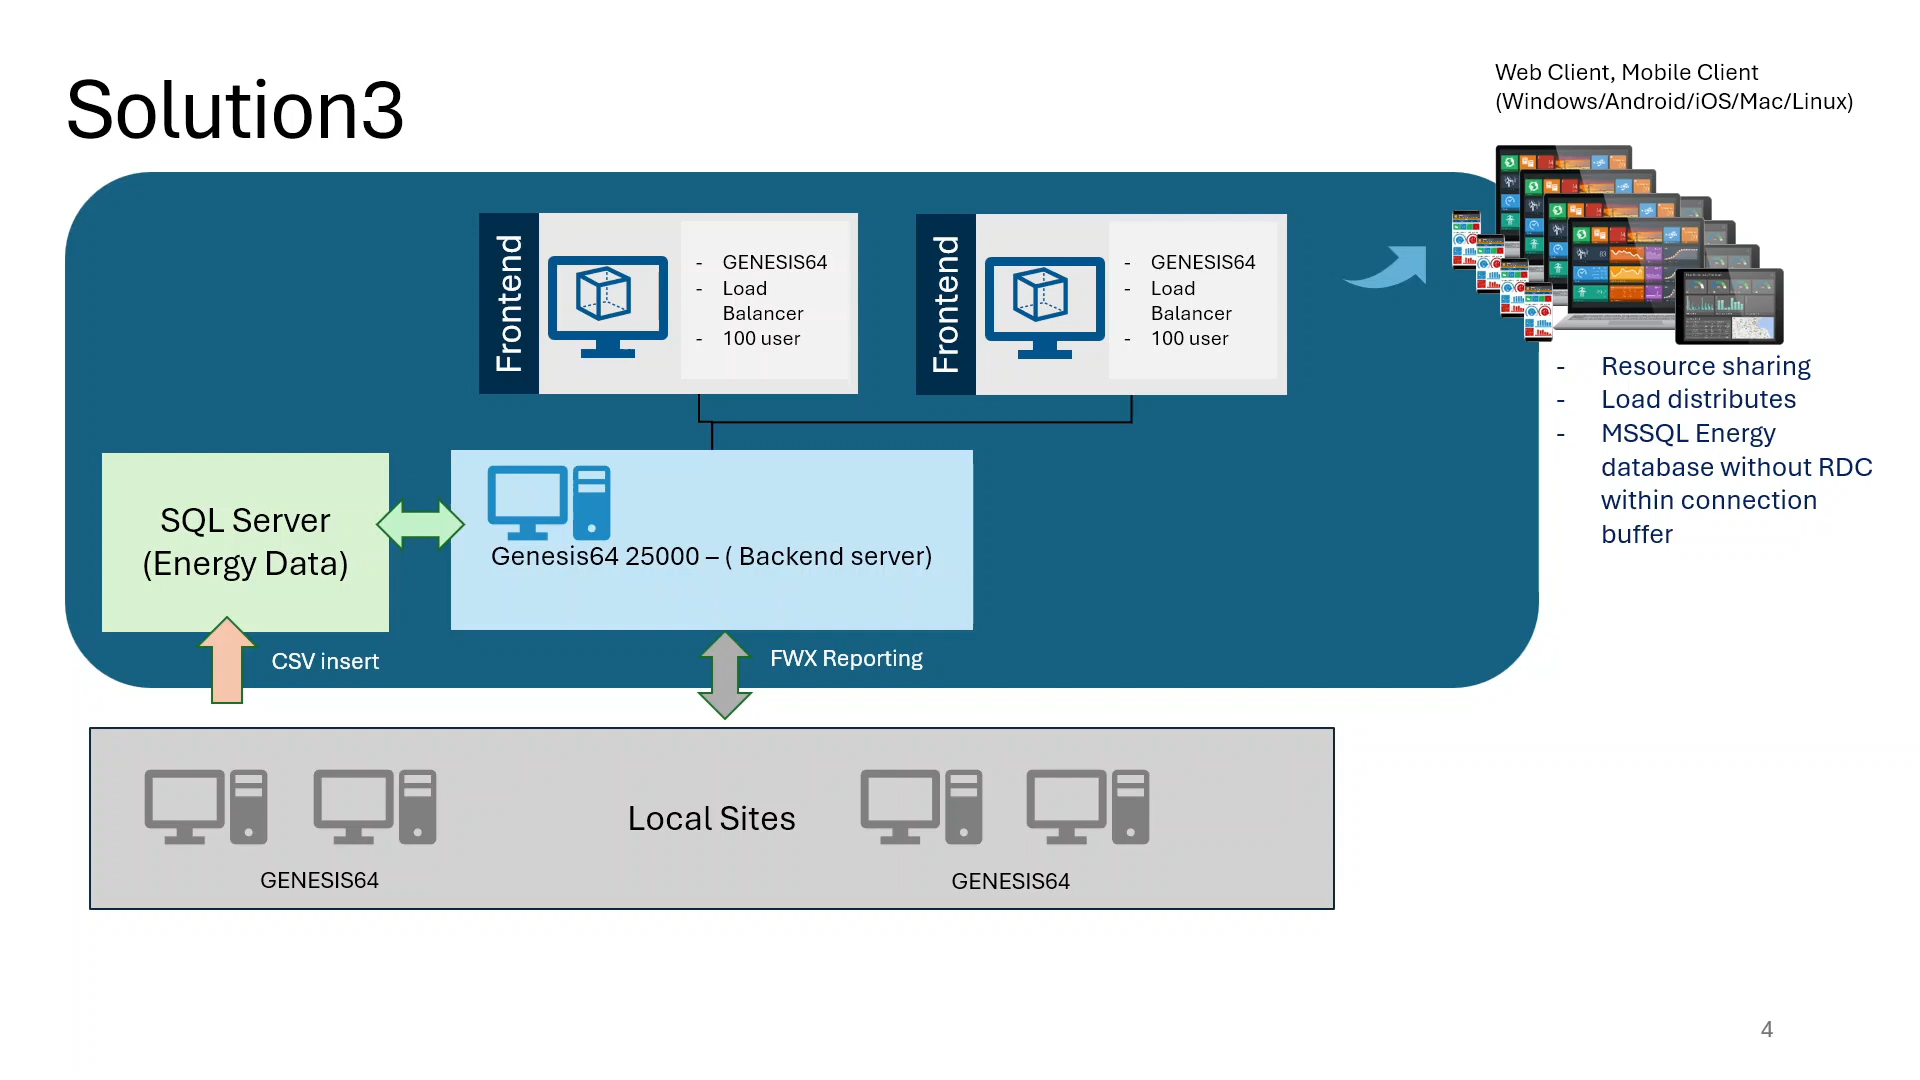 Solution3
Web Client, Mobile Client
(Windows/Android/iOS/Mac/Linux)
Frontend
- GENESIS64
- Load
Balancer
- 100 user
Frontend
- GENESIS64
- Load
Balancer
- 100 user
- Resource sharing
- Load distributes
- MSSQL Energy
database without RDC
within connection
buffer
SQL Server
(Energy Data)
Genesis64 25000 – ( Backend server)
CSV insert
FWX Reporting
Local Sites
GENESIS64
GENESIS64
4